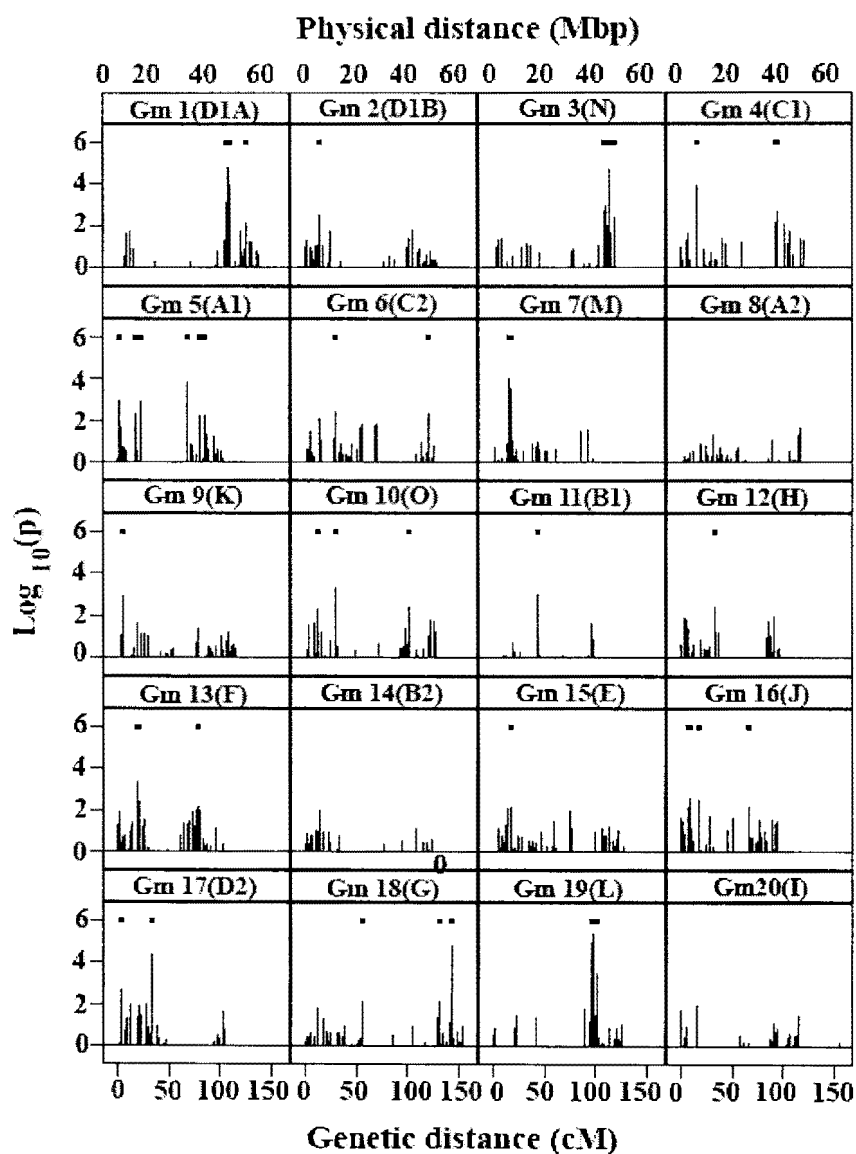 Physical distance (Mbp)
0 20 40 60 0 20 40 60 0 20 40 60 0 20 40 60
Gm 1(D1A) Gm 2(D1B) Gm 3(N) Gm 4(C1)
6
4
2
0
Gm 5(A1) Gm 6(C2) Gm 7(M) Gm 8(A2)
6
4
2
0
Gm 9(K) Gm 10(O) Gm 11(B1) Gm 12(H)
6
4
2
0
Gm 13(F) Gm 14(B2) Gm 15(E) Gm 16(J)
6
4
2
0
0
Gm 17(D2) Gm 18(G) Gm 19(L) Gm20(I)
6
4
2
0
Log 10(p)
0 50 100 150 0 50 100 150 0 50 100 150 0 50 100 150
Genetic distance (cM)